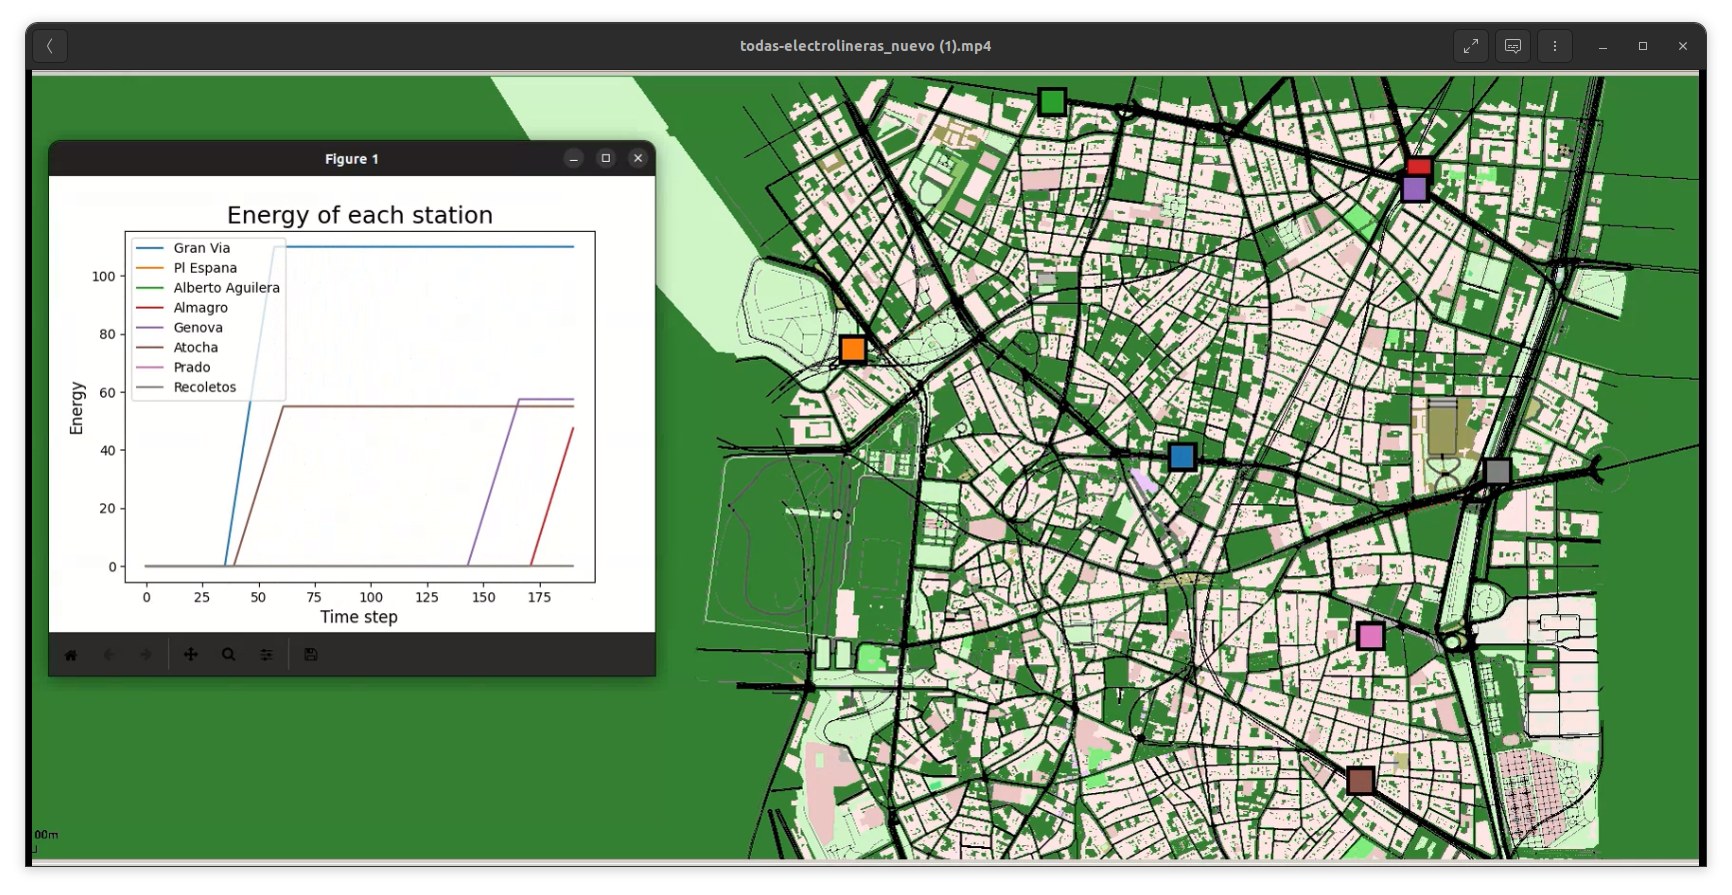 todas-electrolineras_nuevo (1).mp4
Figure 1
Energy of each station
Gran Via
Pl Espana
Alberto Aguilera
Almagro
Genova
Atocha
Prado
Recoletos
Energy
100
80
60
40
20
0
0 25 50 75 100 125 150 175
Time step
00m